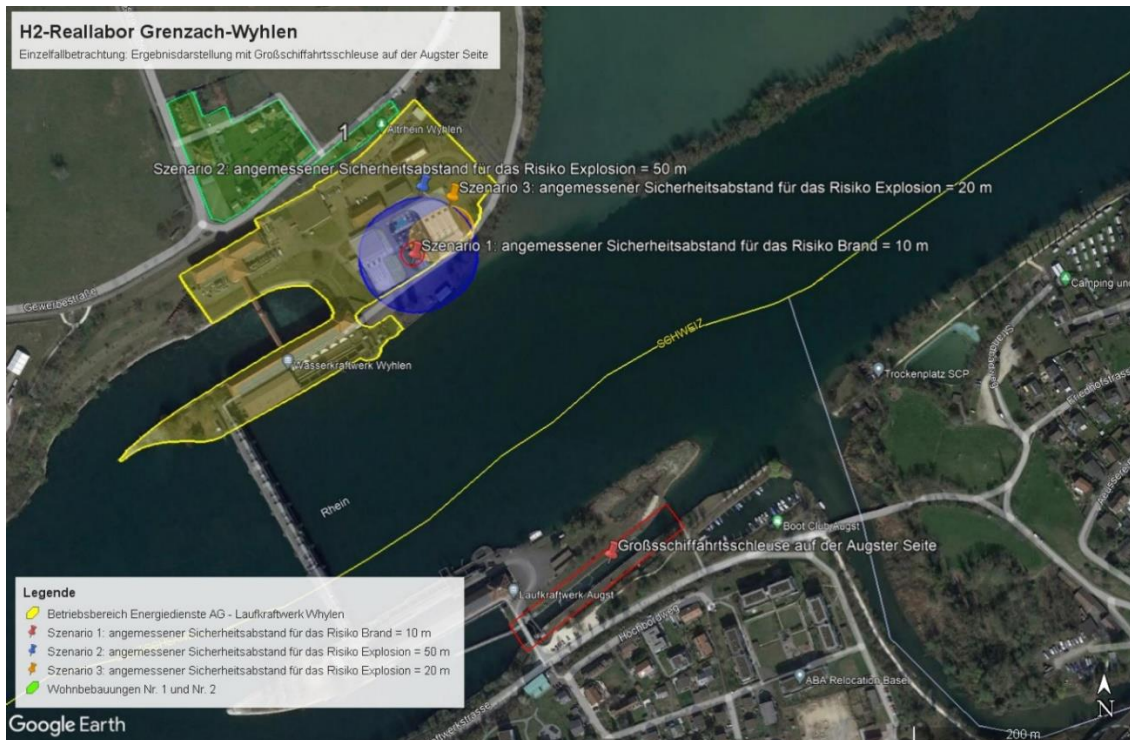 H2-Reallabor Grenzach-Wyhlen
Einzelfallbetrachtung: Ergebnisdarstellung mit Großschiffahrtsschleuse auf der Augster Seite
1
Altrhein Wyhlen
2
Szenario 2: angemessener Sicherheitsabstand für das Risiko Explosion = 50 m
Szenario 3: angemessener Sicherheitsabstand für das Risiko Explosion = 20 m
Szenario 1: angemessener Sicherheitsabstand für das Risiko Brand = 10 m
Gewerbestraße
Camping und
SCHWEIZ
Wasserkraftwerk Wyhlen
Trockenplatz SCP
Friedhofstrasse
Rhein
Boot Club Augst
Großsschiffährtsschleuse auf der Augster Seite
Laufkraftwerk Augst
Hochboldweg
ABA Relocation Basel
aftwerkstrasse
Legende
Betriebsbereich Energiedienste AG - Laufkraftwerk Whylen
Szenario 1: angemessener Sicherheitsabstand für das Risiko Brand = 10 m
Szenario 2: angemessener Sicherheitsabstand für das Risiko Explosion = 50 m
Szenario 3: angemessener Sicherheitsabstand für das Risiko Explosion = 20 m
Wohnbebauungen Nr. 1 und Nr. 2
Google Earth
N
200 m